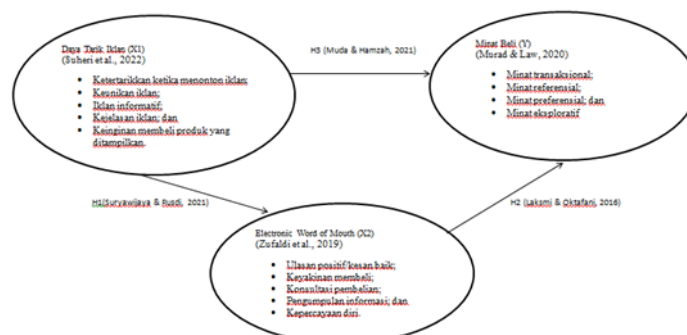 Daya Tarik Iklan (X1)
(Suheri et al., 2022)
• Ketertarikkan ketika menonton iklan;
• Keunikan iklan;
• Iklan informatif;
• Kejelasan iklan; dan
• Keinginan membeli produk yang
ditampilkan.
H3 (Muda & Hamzah, 2021)
Minat Beli (Y)
(Murad & Law, 2020)
• Minat transaksional;
• Minat referensial;
• Minat preferensial; dan
• Minat eksploratif
H1(Suryawijaya & Rusdi, 2021)
H2 (Laksmi & Oktafani, 2016)
Electronic Word of Mouth (X2)
(Zufaldi et al., 2019)
• Ulasan positif/kesan baik;
• Keyakinan membeli;
• Konsultasi pembelian;
• Pengumpulan informasi; dan
• Kepercayaan diri.